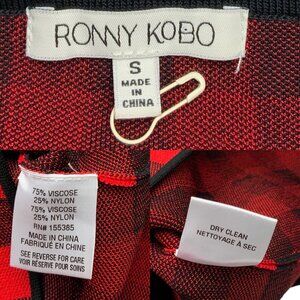 RONNY KOBO
S
MADE
IN
CHINA
75% VISCOSE
25% NYLON
75% VISCOSE
25% NYLON
RN# 155385
MADE IN CHINA
FABRIQUÉ EN CHINE
SEE REVERSE FOR CARE
VOIR RÉSERVE POUR SOINS
DRY CLEAN
NETTOYAGE À SEC